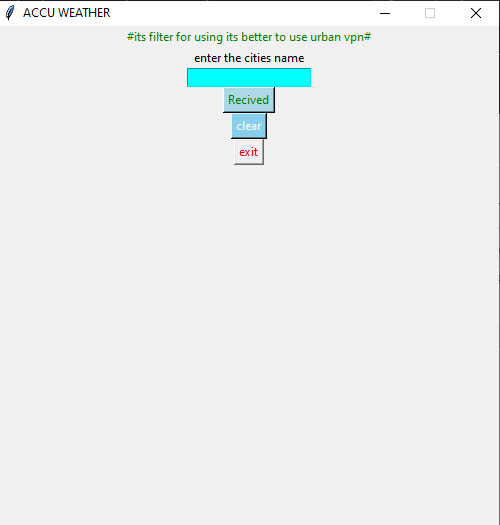 ACCU WEATHER
#its filter for using its better to use urban vpn#
enter the cities name
Recived
clear
exit